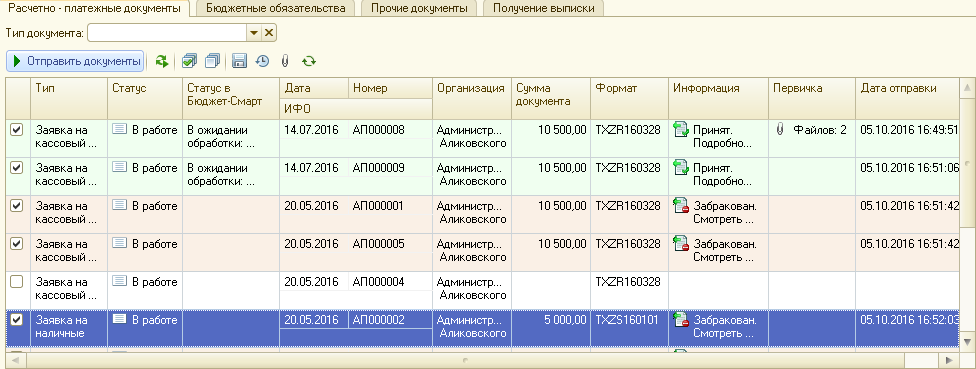 Расчетно - платежные документы Бюджетные обязательства Прочие документы Получение выписки
Тип документа:
Отправить документы
Тип Статус Статус в Бюджет-Смарт Дата Номер Организация Сумма документа Формат Информация Первичка Дата отправки
ИФО
Заявка на В работе В ожидании 14.07.2016 АП000008 Администр... 10 500,00 TXZR160328 Принят. Файлов: 2 05.10.2016 16:49:51
кассовый ... обработки: ... Аликовского Подробно...
Заявка на В работе В ожидании 14.07.2016 АП000009 Администр... 10 500,00 TXZR160328 Принят. 05.10.2016 16:51:06
кассовый ... обработки: ... Аликовского Подробно...
Заявка на В работе 20.05.2016 АП000001 Администр... 10 500,00 TXZR160328 Забракован. 05.10.2016 16:51:42
кассовый ... Аликовского Смотреть ...
Заявка на В работе 20.05.2016 АП000005 Администр... 10 500,00 TXZR160328 Забракован. 05.10.2016 16:51:42
кассовый ... Аликовского Смотреть ...
Заявка на В работе 20.05.2016 АП000004 Администр... TXZR160328
кассовый ... Аликовского
Заявка на В работе 20.05.2016 АП000002 Администр... 5 000,00 TXZS160101 Забракован. 05.10.2016 16:52:03
наличные Аликовского Смотреть ...